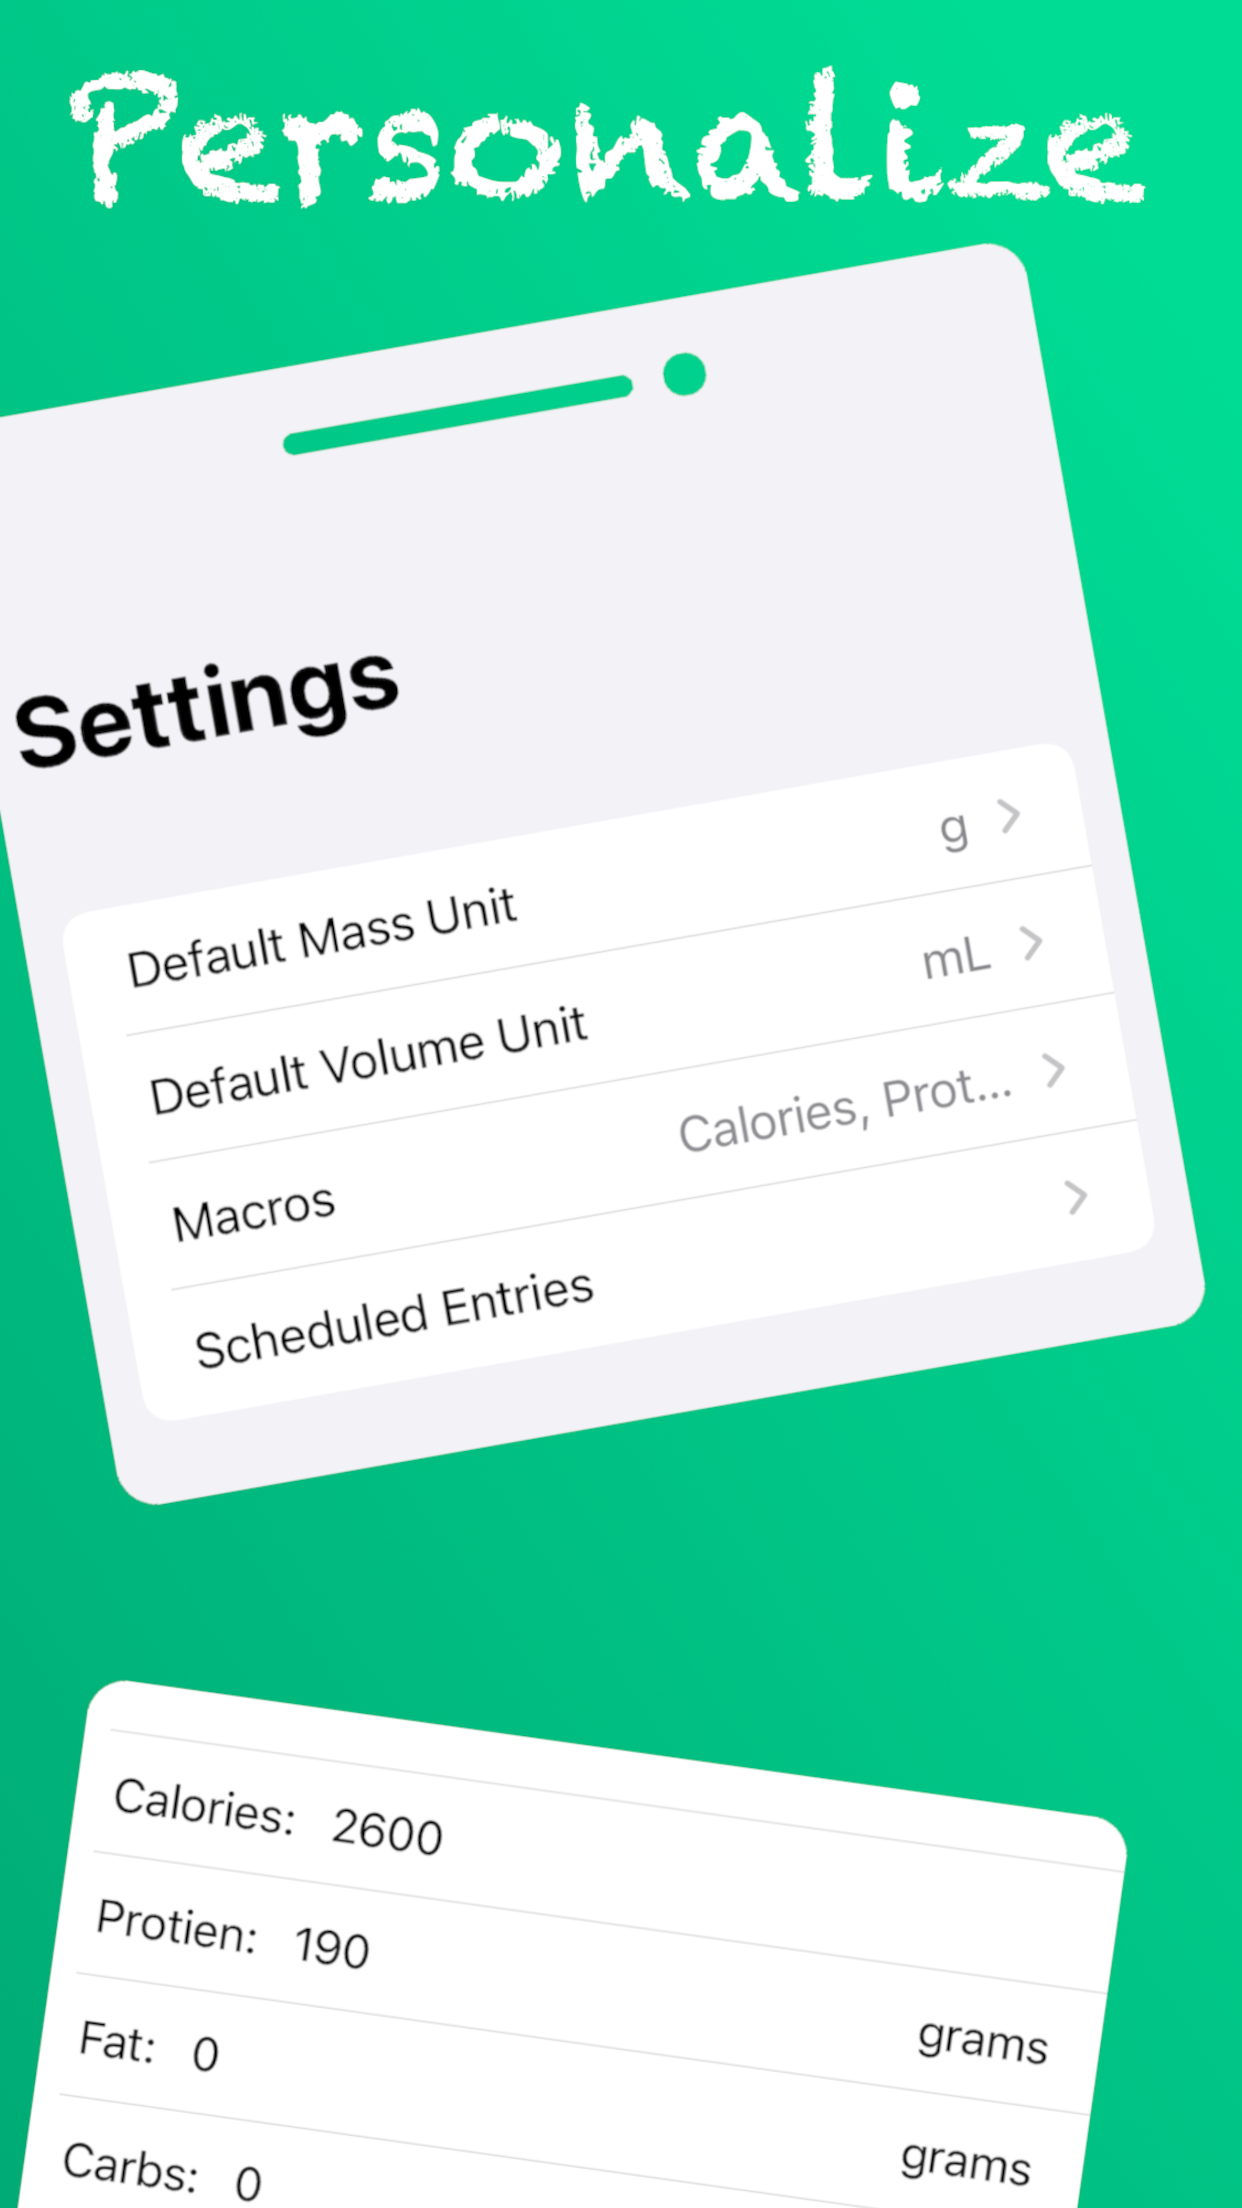 Personalize
Settings
Default Mass Unit g
Default Volume Unit mL
Macros Calories, Prot...
Scheduled Entries
Calories: 2600
Protien: 190 grams
Fat: 0 grams
Carbs: 0